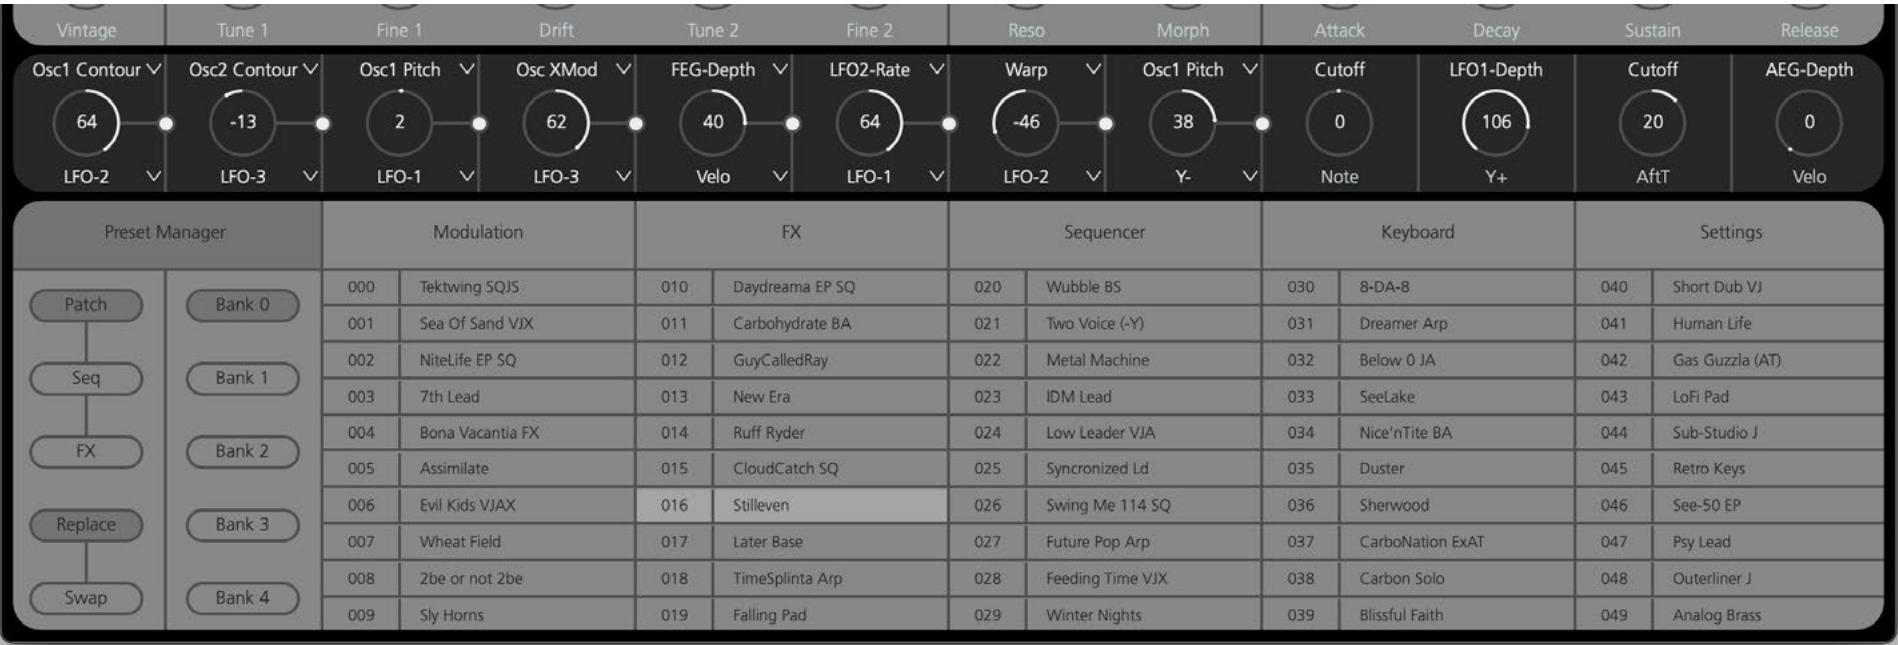 Vintage Tune 1 Fine 1 Drift Tune 2 Fine 2 Reso Morph Attack Decay Sustain Release
Osc1 Contour Osc2 Contour Osc1 Pitch Osc XMod FEG-Depth LFO2-Rate Warp Osc1 Pitch Cutoff LFO1-Depth Cutoff AEG-Depth
64 -13 2 62 40 64 -46 38 0 106 20 0
LFO-2 LFO-3 LFO-1 LFO-3 Velo LFO-1 LFO-2 Y- Note Y+ AftT Velo
Preset Manager Modulation FX Sequencer Keyboard Settings
Patch Bank 0
Seq Bank 1
FX Bank 2
Replace Bank 3
Swap Bank 4
000 Tektwing SQJS 010 Daydreama EP SQ 020 Wubble BS 030 8-DA-8 040 Short Dub VJ
001 Sea Of Sand VJX 011 Carbohydrate BA 021 Two Voice (-Y) 031 Dreamer Arp 041 Human Life
002 NiteLife EP SQ 012 GuyCalledRay 022 Metal Machine 032 Below 0 JA 042 Gas Guzzla (AT)
003 7th Lead 013 New Era 023 IDM Lead 033 SeeLake 043 LoFi Pad
004 Bona Vacantia FX 014 Ruff Ryder 024 Low Leader VJA 034 Nice'nTite BA 044 Sub-Studio J
005 Assimilate 015 CloudCatch SQ 025 Syncronized Ld 035 Duster 045 Retro Keys
006 Evil Kids VJAX 016 Stilleven 026 Swing Me 114 SQ 036 Sherwood 046 See-50 EP
007 Wheat Field 017 Later Base 027 Future Pop Arp 037 CarboNation ExAT 047 Psy Lead
008 2be or not 2be 018 TimeSplinta Arp 028 Feeding Time VJX 038 Carbon Solo 048 Outerliner J
009 Sly Horns 019 Falling Pad 029 Winter Nights 039 Blissful Faith 049 Analog Brass